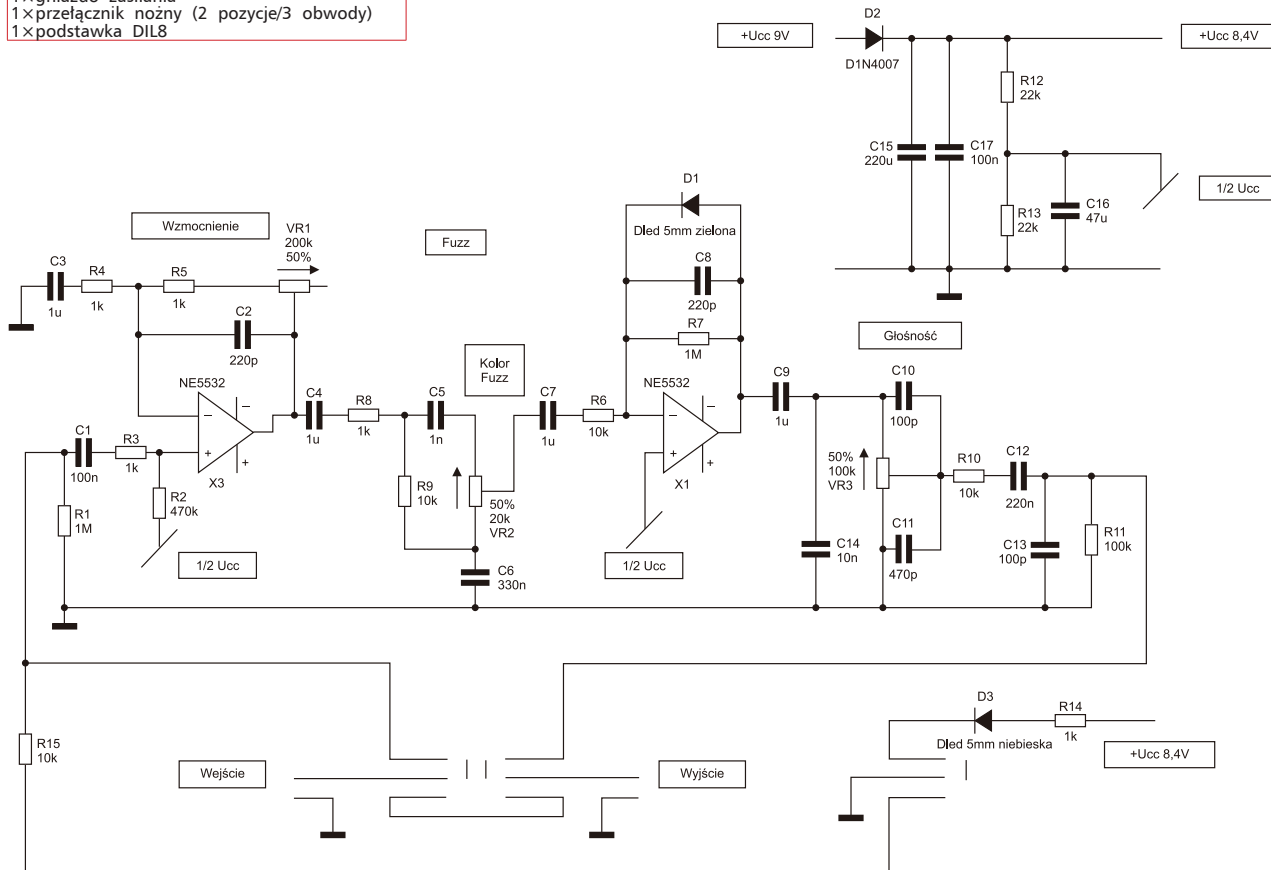 1×przełącznik nożny (2 pozycje/3 obwody)
1×podstawka DIL8
+Ucc 9V
D2
D1N4007
+Ucc 8,4V
R12
22k
C15
220u
C17
100n
1/2 Ucc
R13
22k
C16
47u
D1
Dled 5mm zielona
C8
220p
R7
1M
Wzmocnienie
VR1
200k
50%
Fuzz
C3
1u
R4
1k
R5
1k
C2
220p
Głośność
Kolor
Fuzz
NE5532
X3
C1
100n
R3
1k
R1
1M
R2
470k
1/2 Ucc
C4
1u
R8
1k
C5
1n
R9
10k
50%
20k
VR2
C6
330n
C7
1u
R6
10k
NE5532
X1
1/2 Ucc
C9
1u
C10
100p
50%
100k
VR3
C14
10n
C11
470p
R10
10k
C12
220n
C13
100p
R11
100k
R15
10k
Wejście
Wyjście
D3
Dled 5mm niebieska
R14
1k
+Ucc 8,4V